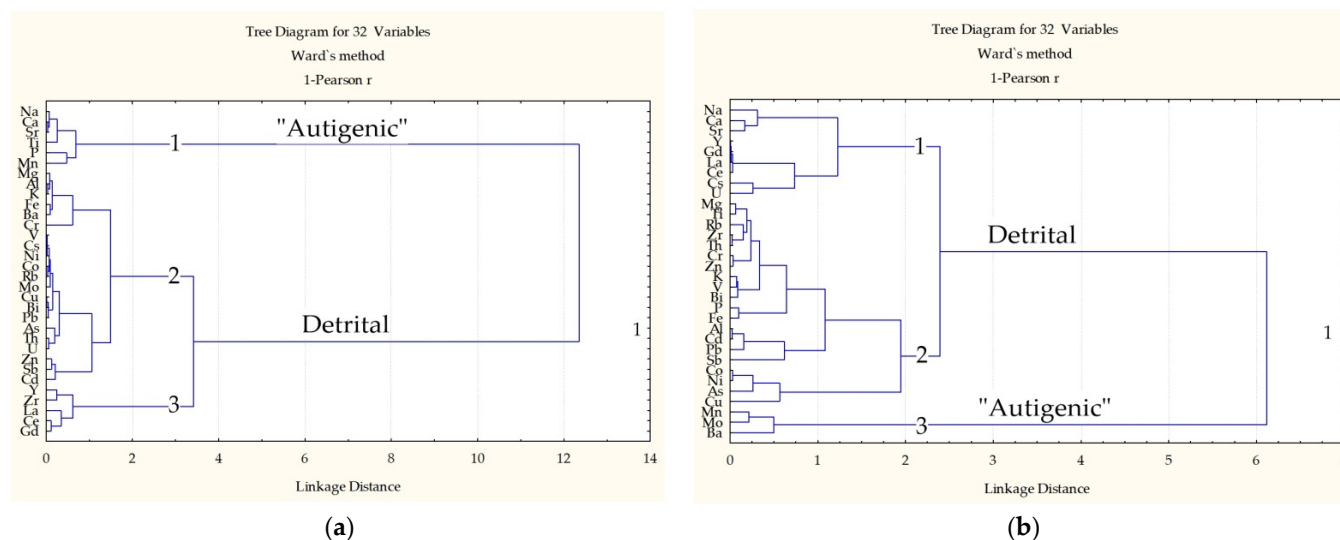 Tree Diagram for 32 Variables
Ward`s method
1-Pearson r
Na
Ca
Sr
Ti
P
Mn
Mg
Al
K
Fe
Ba
Cr
V
Cs
Ni
Co
Rb
Mo
Cu
Bi
Pb
As
Th
U
Zn
Sb
Cd
Y
Zr
La
Ce
Gd
"Autigenic"
1
2
Detrital
1
3
0 2 4 6 8 10 12 14
Linkage Distance
(a)
Tree Diagram for 32 Variables
Ward`s method
1-Pearson r
Na
Ca
Sr
Y
Gd
La
Ce
Cs
U
Mg
Ti
Rb
Zr
Th
Cr
Zn
K
V
Bi
P
Fe
Al
Cd
Pb
Sb
Co
Ni
As
Cu
Mn
Mo
Ba
1
Detrital
1
2
"Autigenic"
3
0 1 2 3 4 5 6
Linkage Distance
(b)